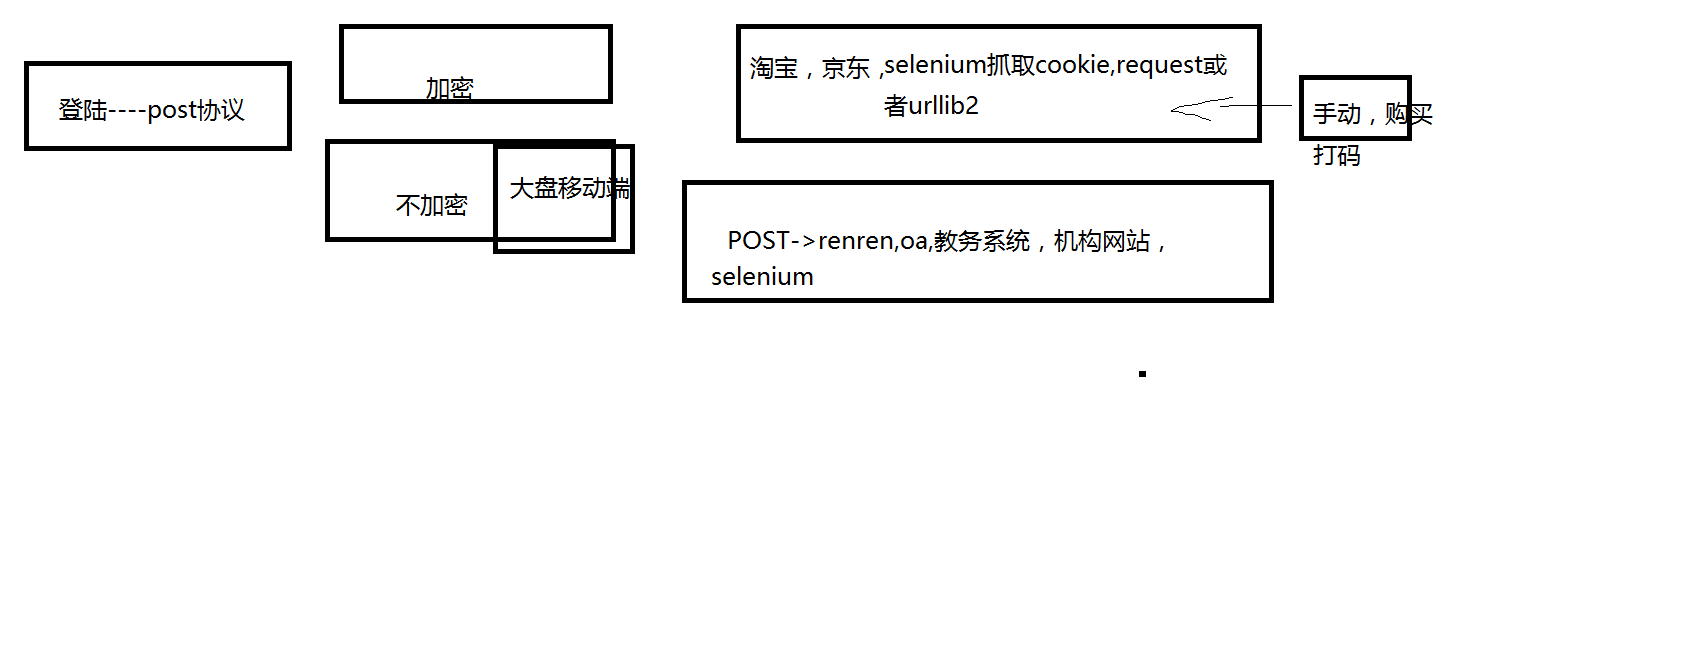 登陆----post协议
加密
不加密
大盘移动端
淘宝，京东，selenium抓取cookie,request或
者urllib2
手动，购买
打码
POST->renren,oa,教务系统，机构网站，
selenium